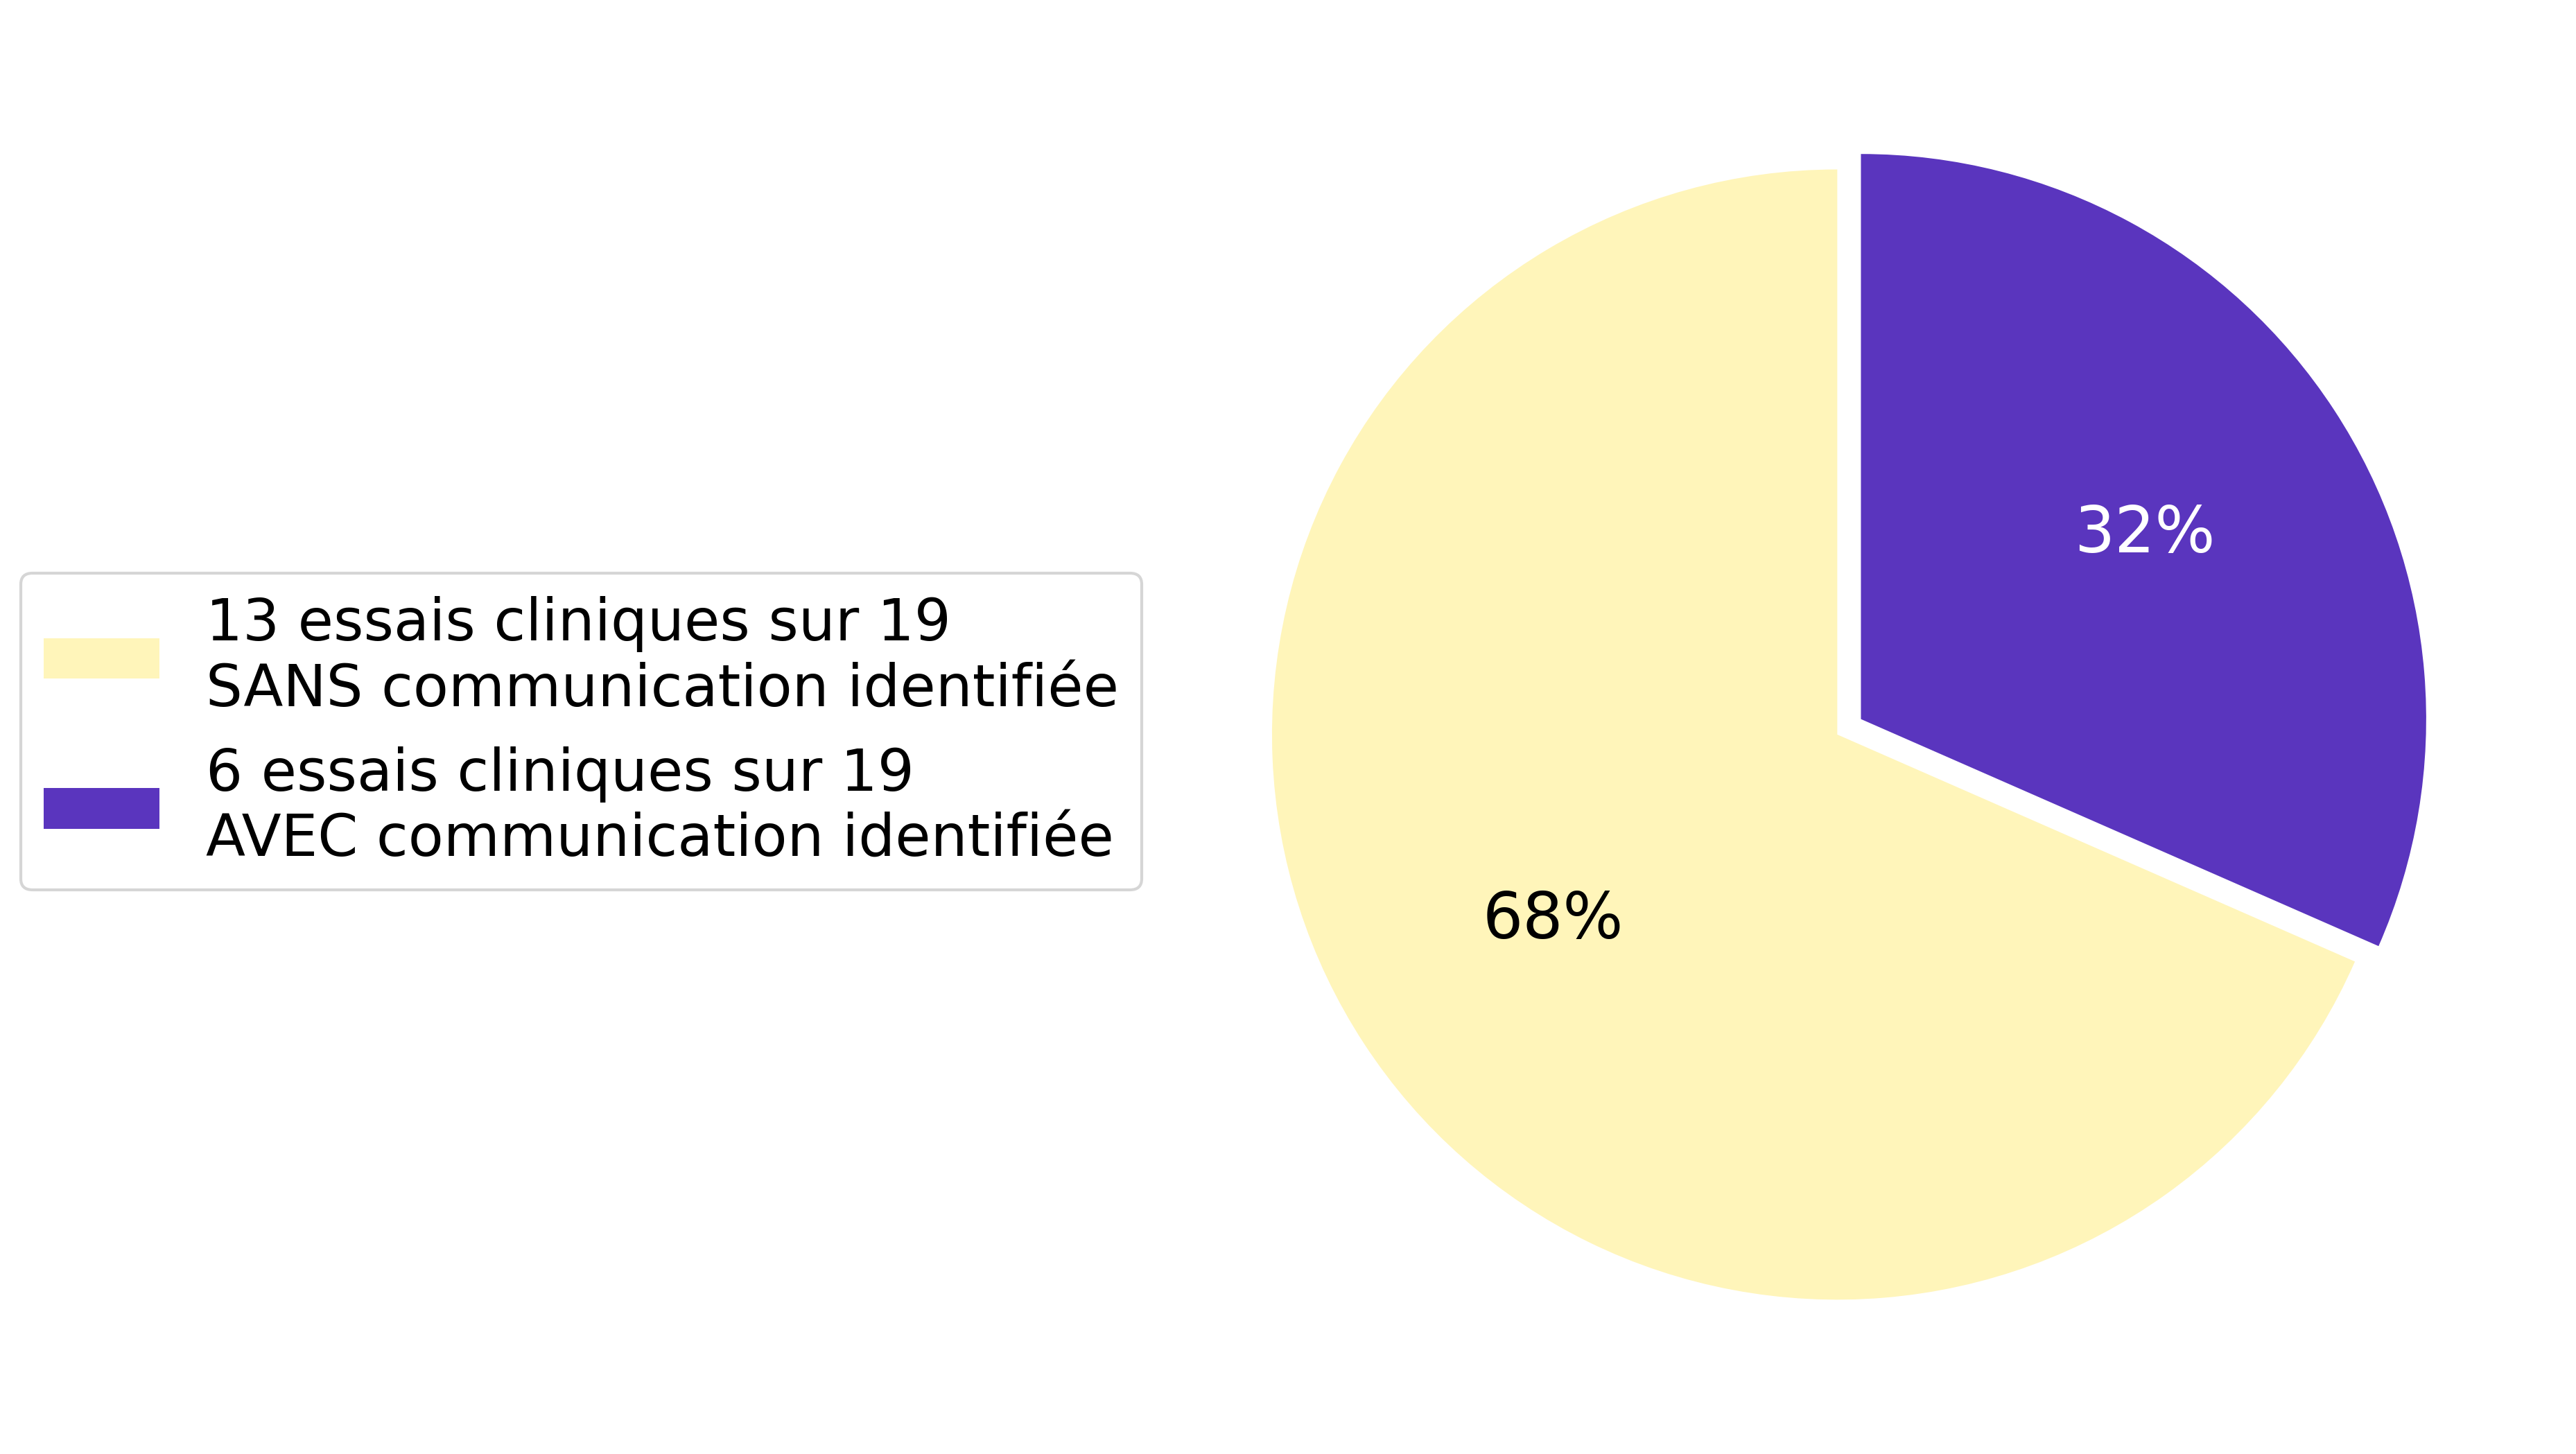 13 essais cliniques sur 19
SANS communication identifiée
6 essais cliniques sur 19
AVEC communication identifiée
32%
68%